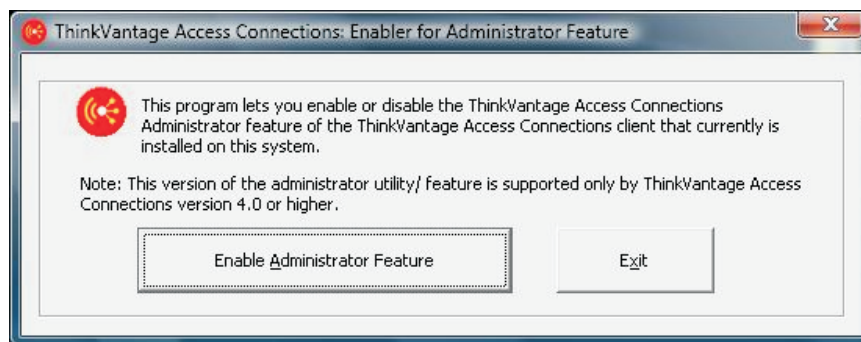 ThinkVantage Access Connections: Enabler for Administrator Feature
This program lets you enable or disable the ThinkVantage Access Connections
Administrator feature of the ThinkVantage Access Connections client that currently is
installed on this system.
Note: This version of the administrator utility/ feature is supported only by ThinkVantage Access
Connections version 4.0 or higher.
Enable Administrator Feature
Exit